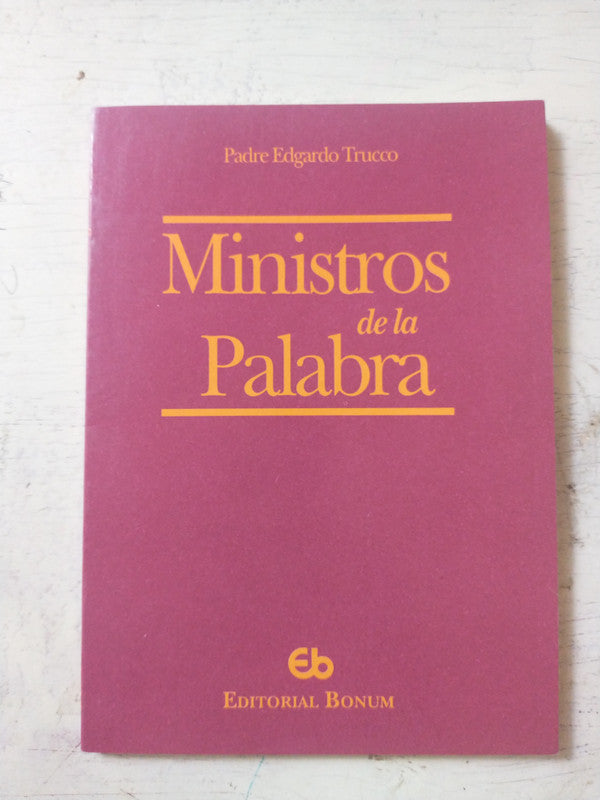 Padre Edgardo Trucco
Ministros
de la
Palabra
Eb
EDITORIAL BONUM